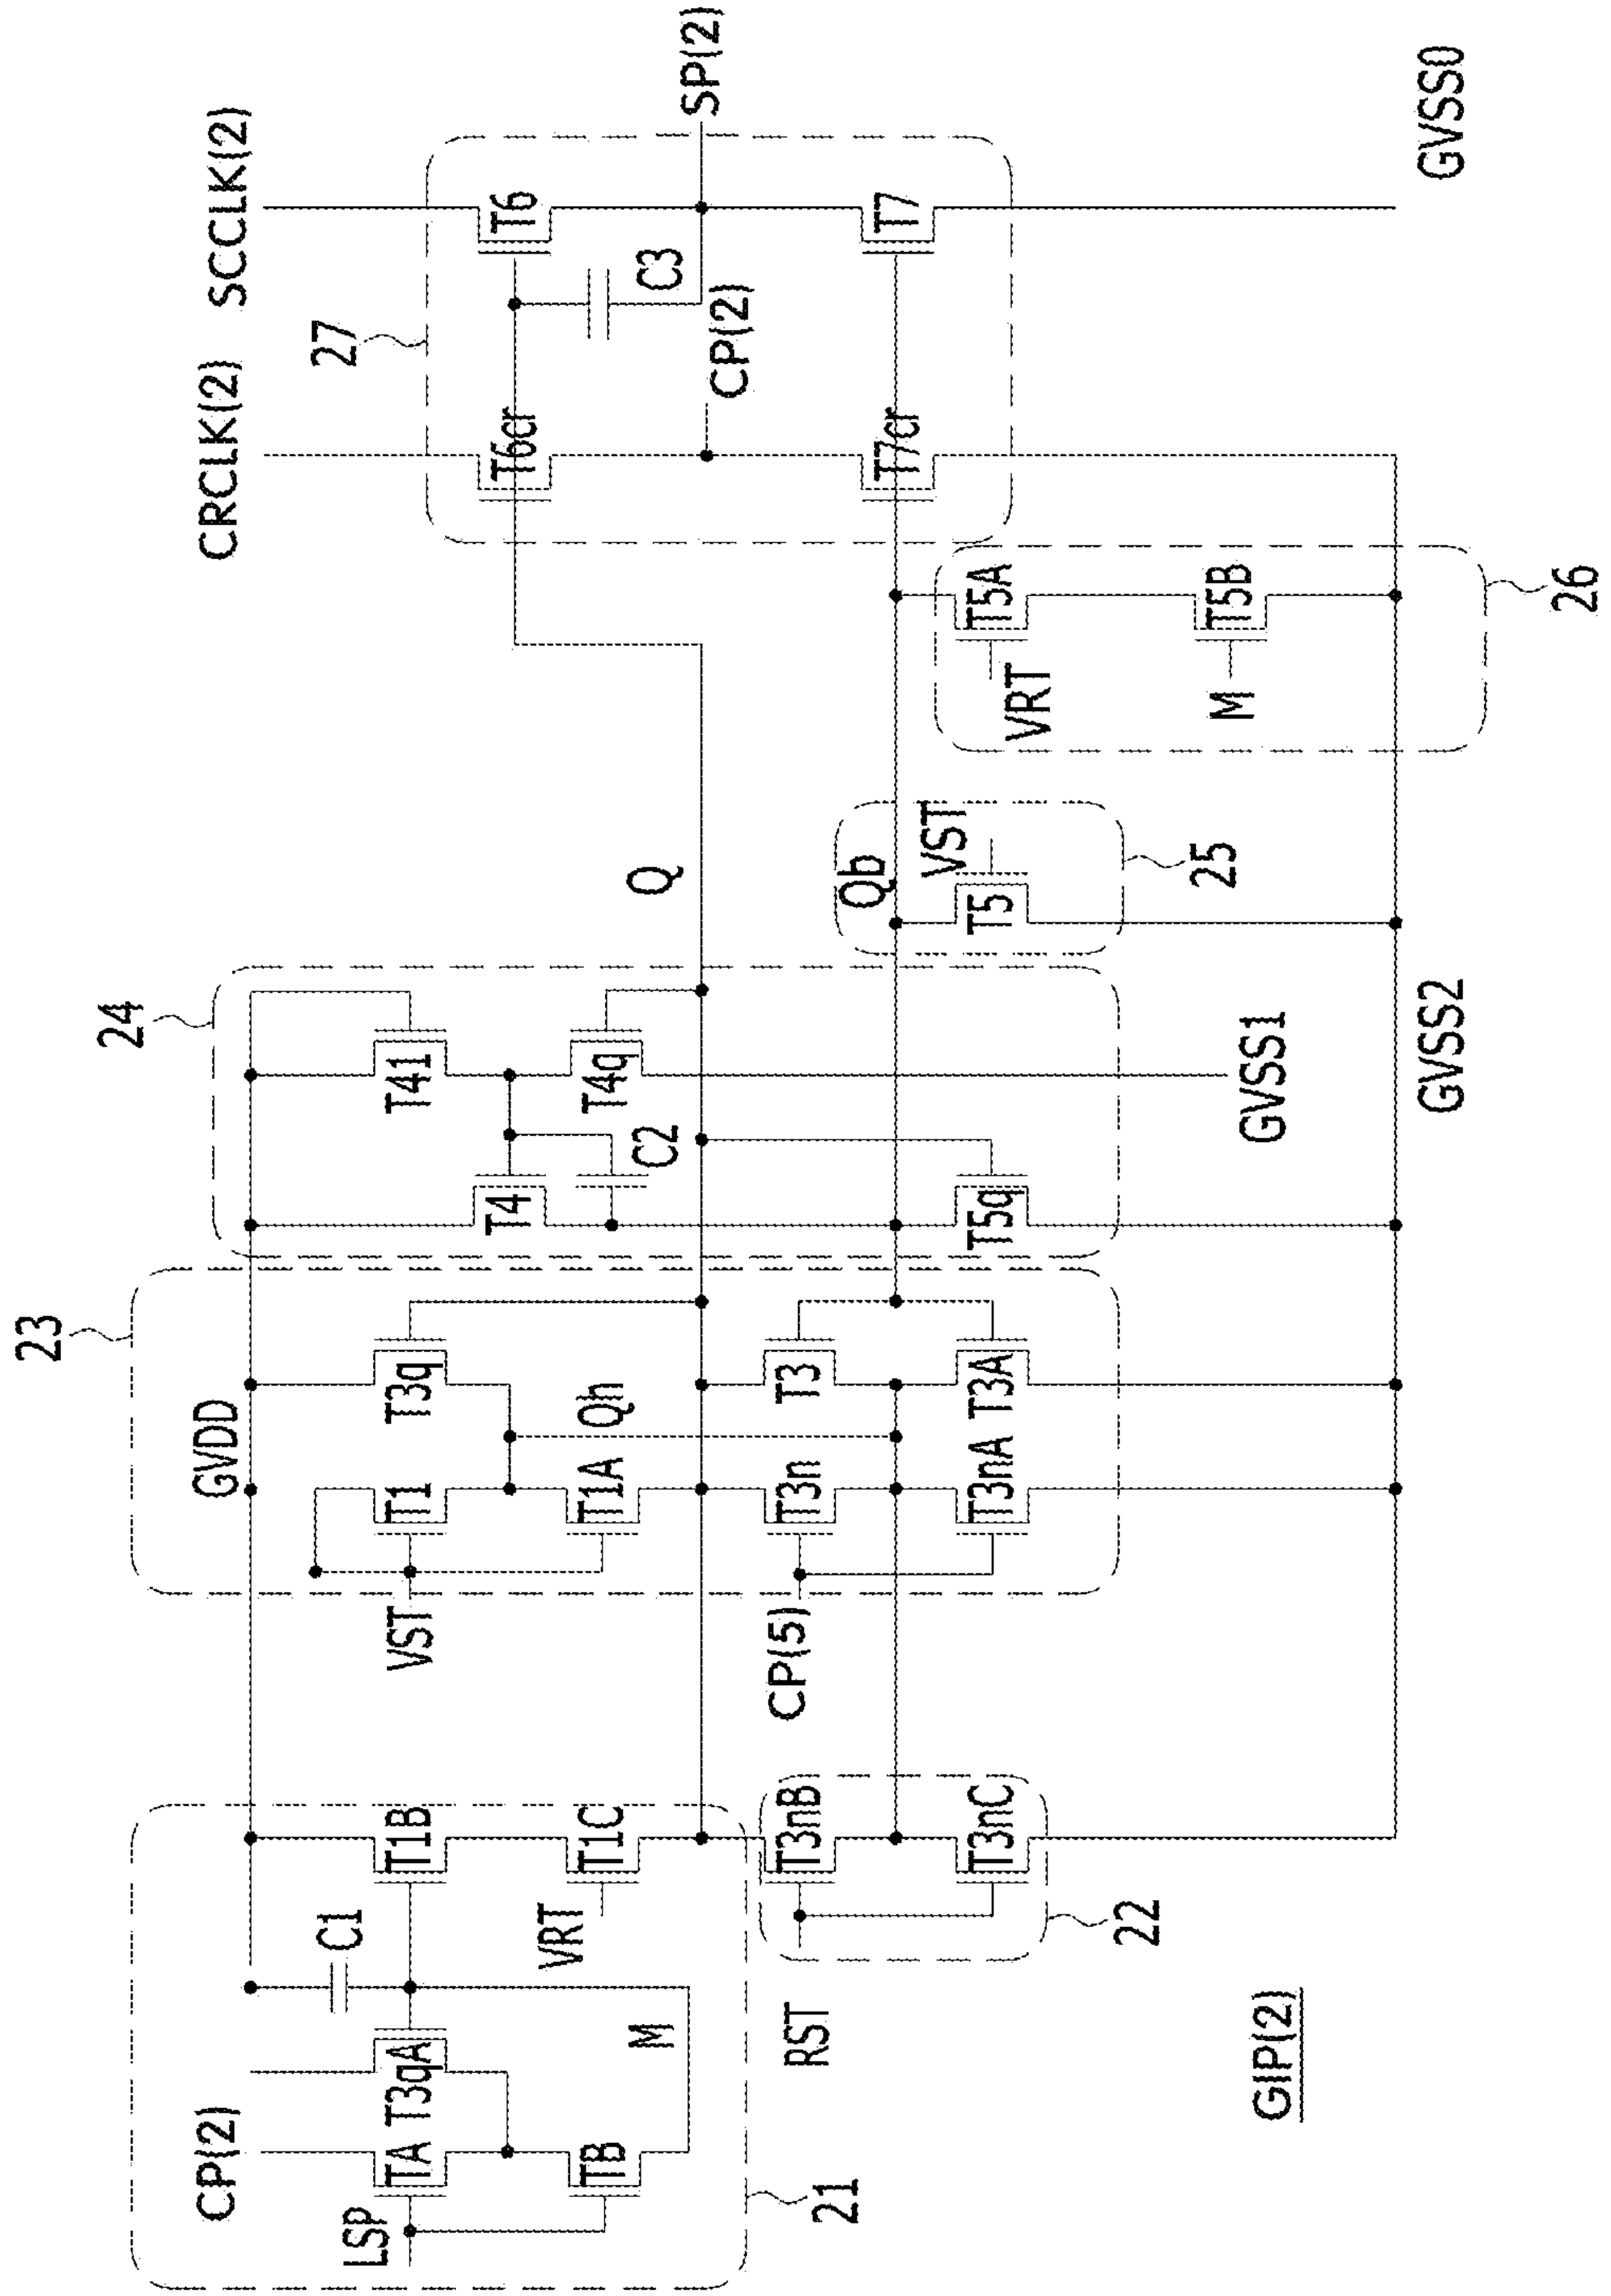 CRCLK(2)
SCCLK(2)
27
T6cr
T6
C3
SP(2)
CP(2)
T7cr
T7
GVSS0
24
Q
T41
T4q
T4
C2
T5q
GVSS1
GVSS2
Qb
VST
T5
25
T5A
VRT
T5B
M
26
23
GVDD
T3q
T1
Qh
T1A
VST
T3
T3n
T3A
T3nA
CP(5)
T1B
T1C
C1
VRT
T3nB
T3nC
22
RST
CP(2)
T3qA
TA
M
TB
LSP
21
GIP(2)